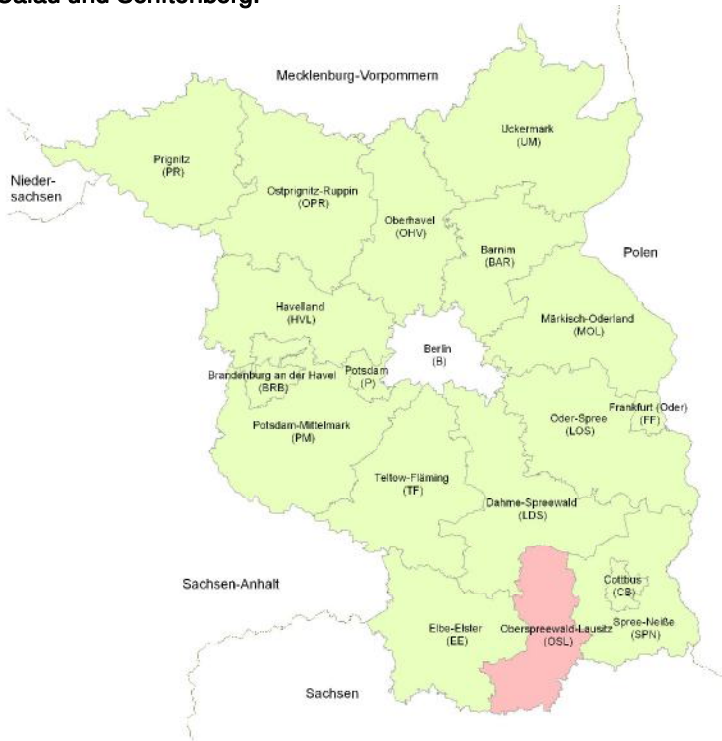 Calau und Senftenberg.
Mecklenburg-Vorpommern
Uckermark
(UM)
Prignitz
(PR)
Nieder-
sachsen
Ostprignitz-Ruppin
(OPR)
Oberhavel
(OHV)
Barnim
(BAR)
Polen
Havelland
(HVL)
Märkisch-Oderland
(MOL)
Berlin
(B)
Brandenburg an der Havel
(BRB)
Potsdam
(P)
Frankfurt (Oder)
(FF)
Oder-Spree
(LOS)
Potsdam-Mittelmark
(PM)
Teltow-Fläming
(TF)
Dahme-Spreewald
(LDS)
Sachsen-Anhalt
Cottbus
(CB)
Elbe-Elster
(EE)
Oberspreewald-Lausitz
(OSL)
Spree-Neiße
(SPN)
Sachsen